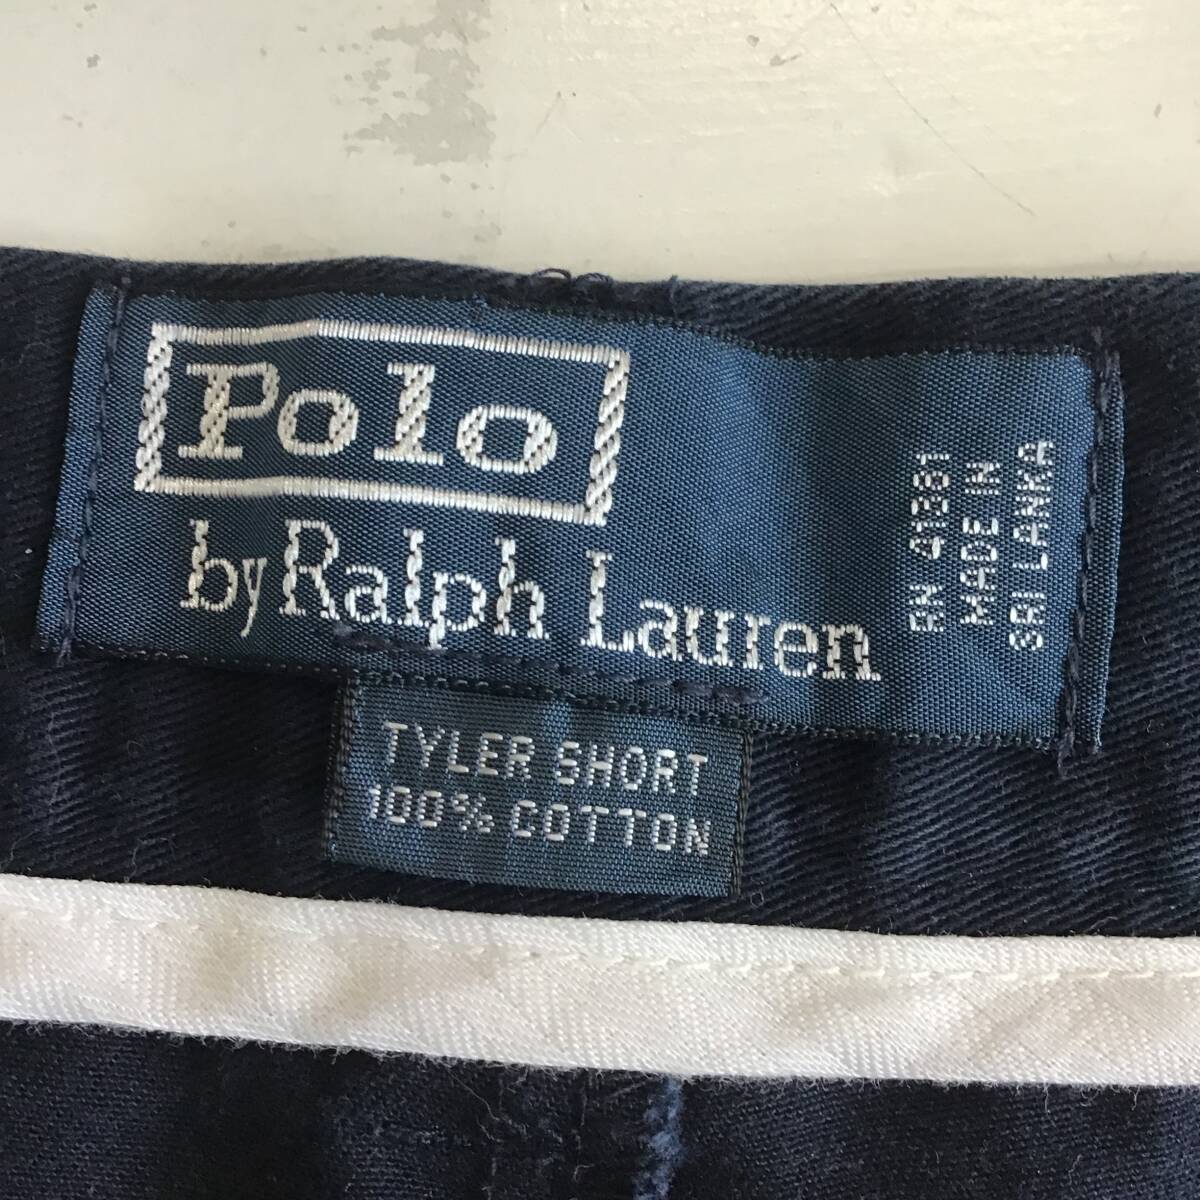 Polo
by Ralph Lauren
RN 41381
MADE IN
SRI LANKA
TYLER SHORT
100% COTTON